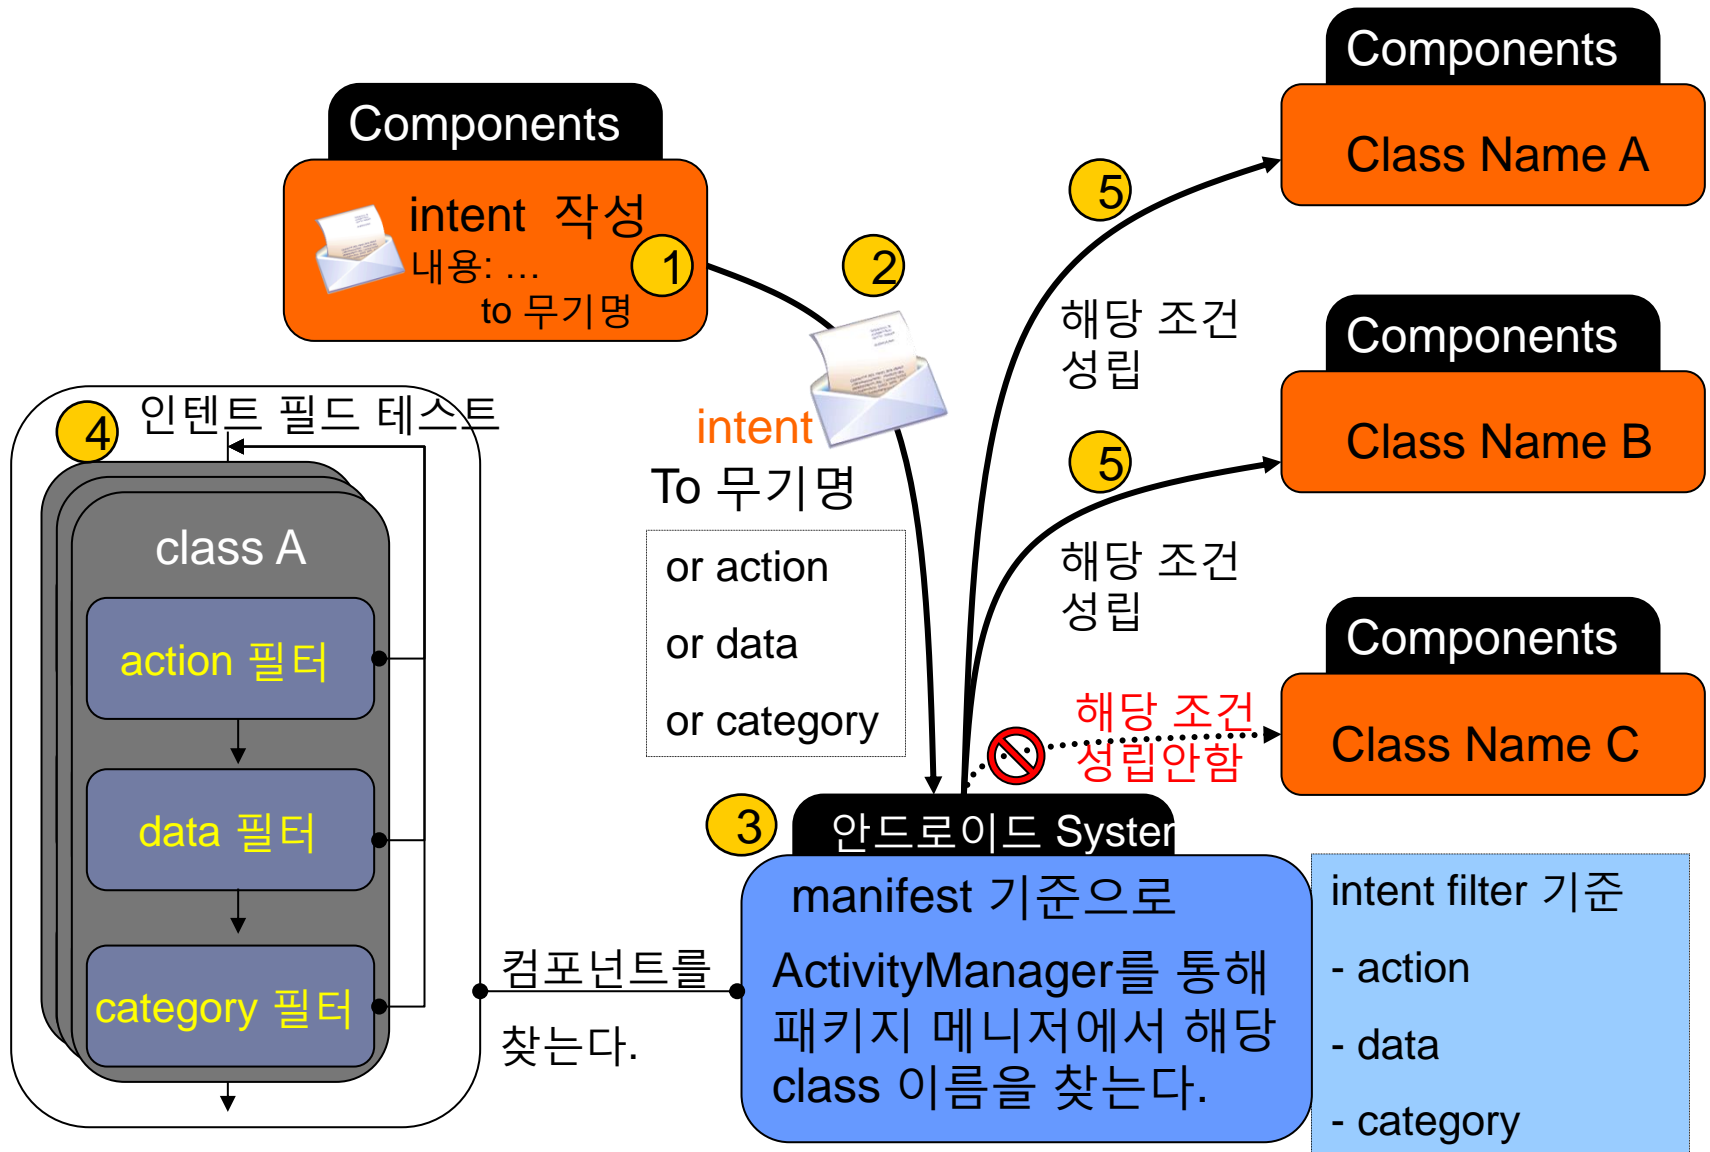 Components
Class Name A
Components
intent 작성
내용: ...
to 무기명
1
2
5
해당 조건
성립
Components
Class Name B
intent
To 무기명
or action
or data
or category
5
해당 조건
성립
4
인텐트 필드 테스트
class A
action 필터
data 필터
category 필터
Components
Class Name C
해당 조건
성립안함
3
안드로이드 System
manifest 기준으로
ActivityManager를 통해
패키지 메니저에서 해당
class 이름을 찾는다.
컴포넌트를
찾는다.
intent filter 기준
- action
- data
- category